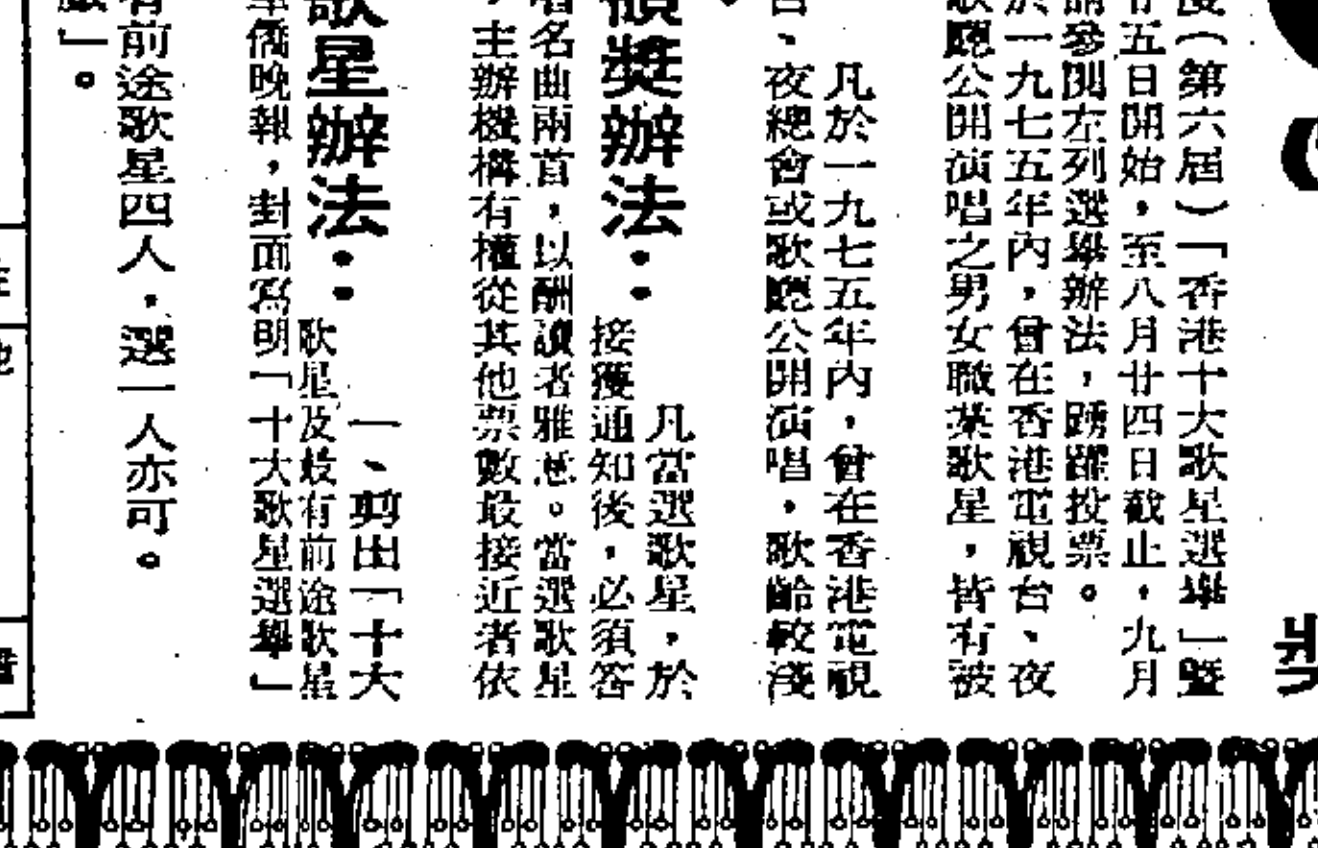 度(第六屆)「香港十大歌星選舉」暨
廿五日開始,至八月廿四日截止,九月
請參閱左列選舉辦法,踴躍投票。
於一九七五年內,曾在香港電視台、夜
歌廳公開演唱之男女職業歌星,皆有被
凡於一九七五年內,曾在香港電視
台、夜總會或歌廳公開演唱,歌齡較淺
凡當選歌星,於
領獎辦法:接獲通知後,必須答
唱名曲兩首,以酬讀者雅意。當選歌星
,主辦機構有權從其他票數最接近者依
一、剪出「十大
歌星辦法:歌星及最有前途歌星
華僑晚報,封面寫明「十大歌星選舉」
有前途歌星四人,選一人亦可。
」。